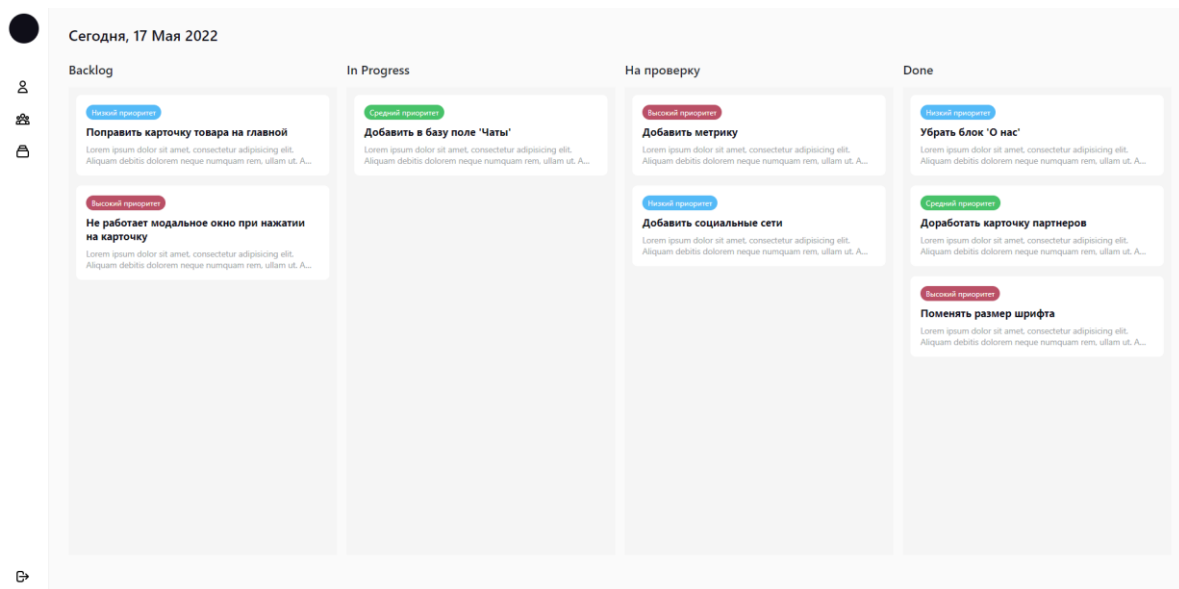 Сегодня, 17 Мая 2022
Backlog
Низкий приоритет
Поправить карточку товара на главной
Lorem ipsum dolor sit amet, consectetur adipisicing elit.
Aliquam debitis dolorem neque numquam rem, ullam ut. A...
Высокий приоритет
Не работает модальное окно при нажатии
на карточку
Lorem ipsum dolor sit amet, consectetur adipisicing elit.
Aliquam debitis dolorem neque numquam rem, ullam ut. A...
In Progress
Средний приоритет
Добавить в базу поле 'Чаты'
Lorem ipsum dolor sit amet, consectetur adipisicing elit.
Aliquam debitis dolorem neque numquam rem, ullam ut. A...
На проверку
Высокий приоритет
Добавить метрику
Lorem ipsum dolor sit amet, consectetur adipisicing elit.
Aliquam debitis dolorem neque numquam rem, ullam ut. A...
Низкий приоритет
Добавить социальные сети
Lorem ipsum dolor sit amet, consectetur adipisicing elit.
Aliquam debitis dolorem neque numquam rem, ullam ut. A...
Done
Низкий приоритет
Убрать блок 'О нас'
Lorem ipsum dolor sit amet, consectetur adipisicing elit.
Aliquam debitis dolorem neque numquam rem, ullam ut. A...
Средний приоритет
Доработать карточку партнеров
Lorem ipsum dolor sit amet, consectetur adipisicing elit.
Aliquam debitis dolorem neque numquam rem, ullam ut. A...
Высокий приоритет
Поменять размер шрифта
Lorem ipsum dolor sit amet, consectetur adipisicing elit.
Aliquam debitis dolorem neque numquam rem, ullam ut. A...